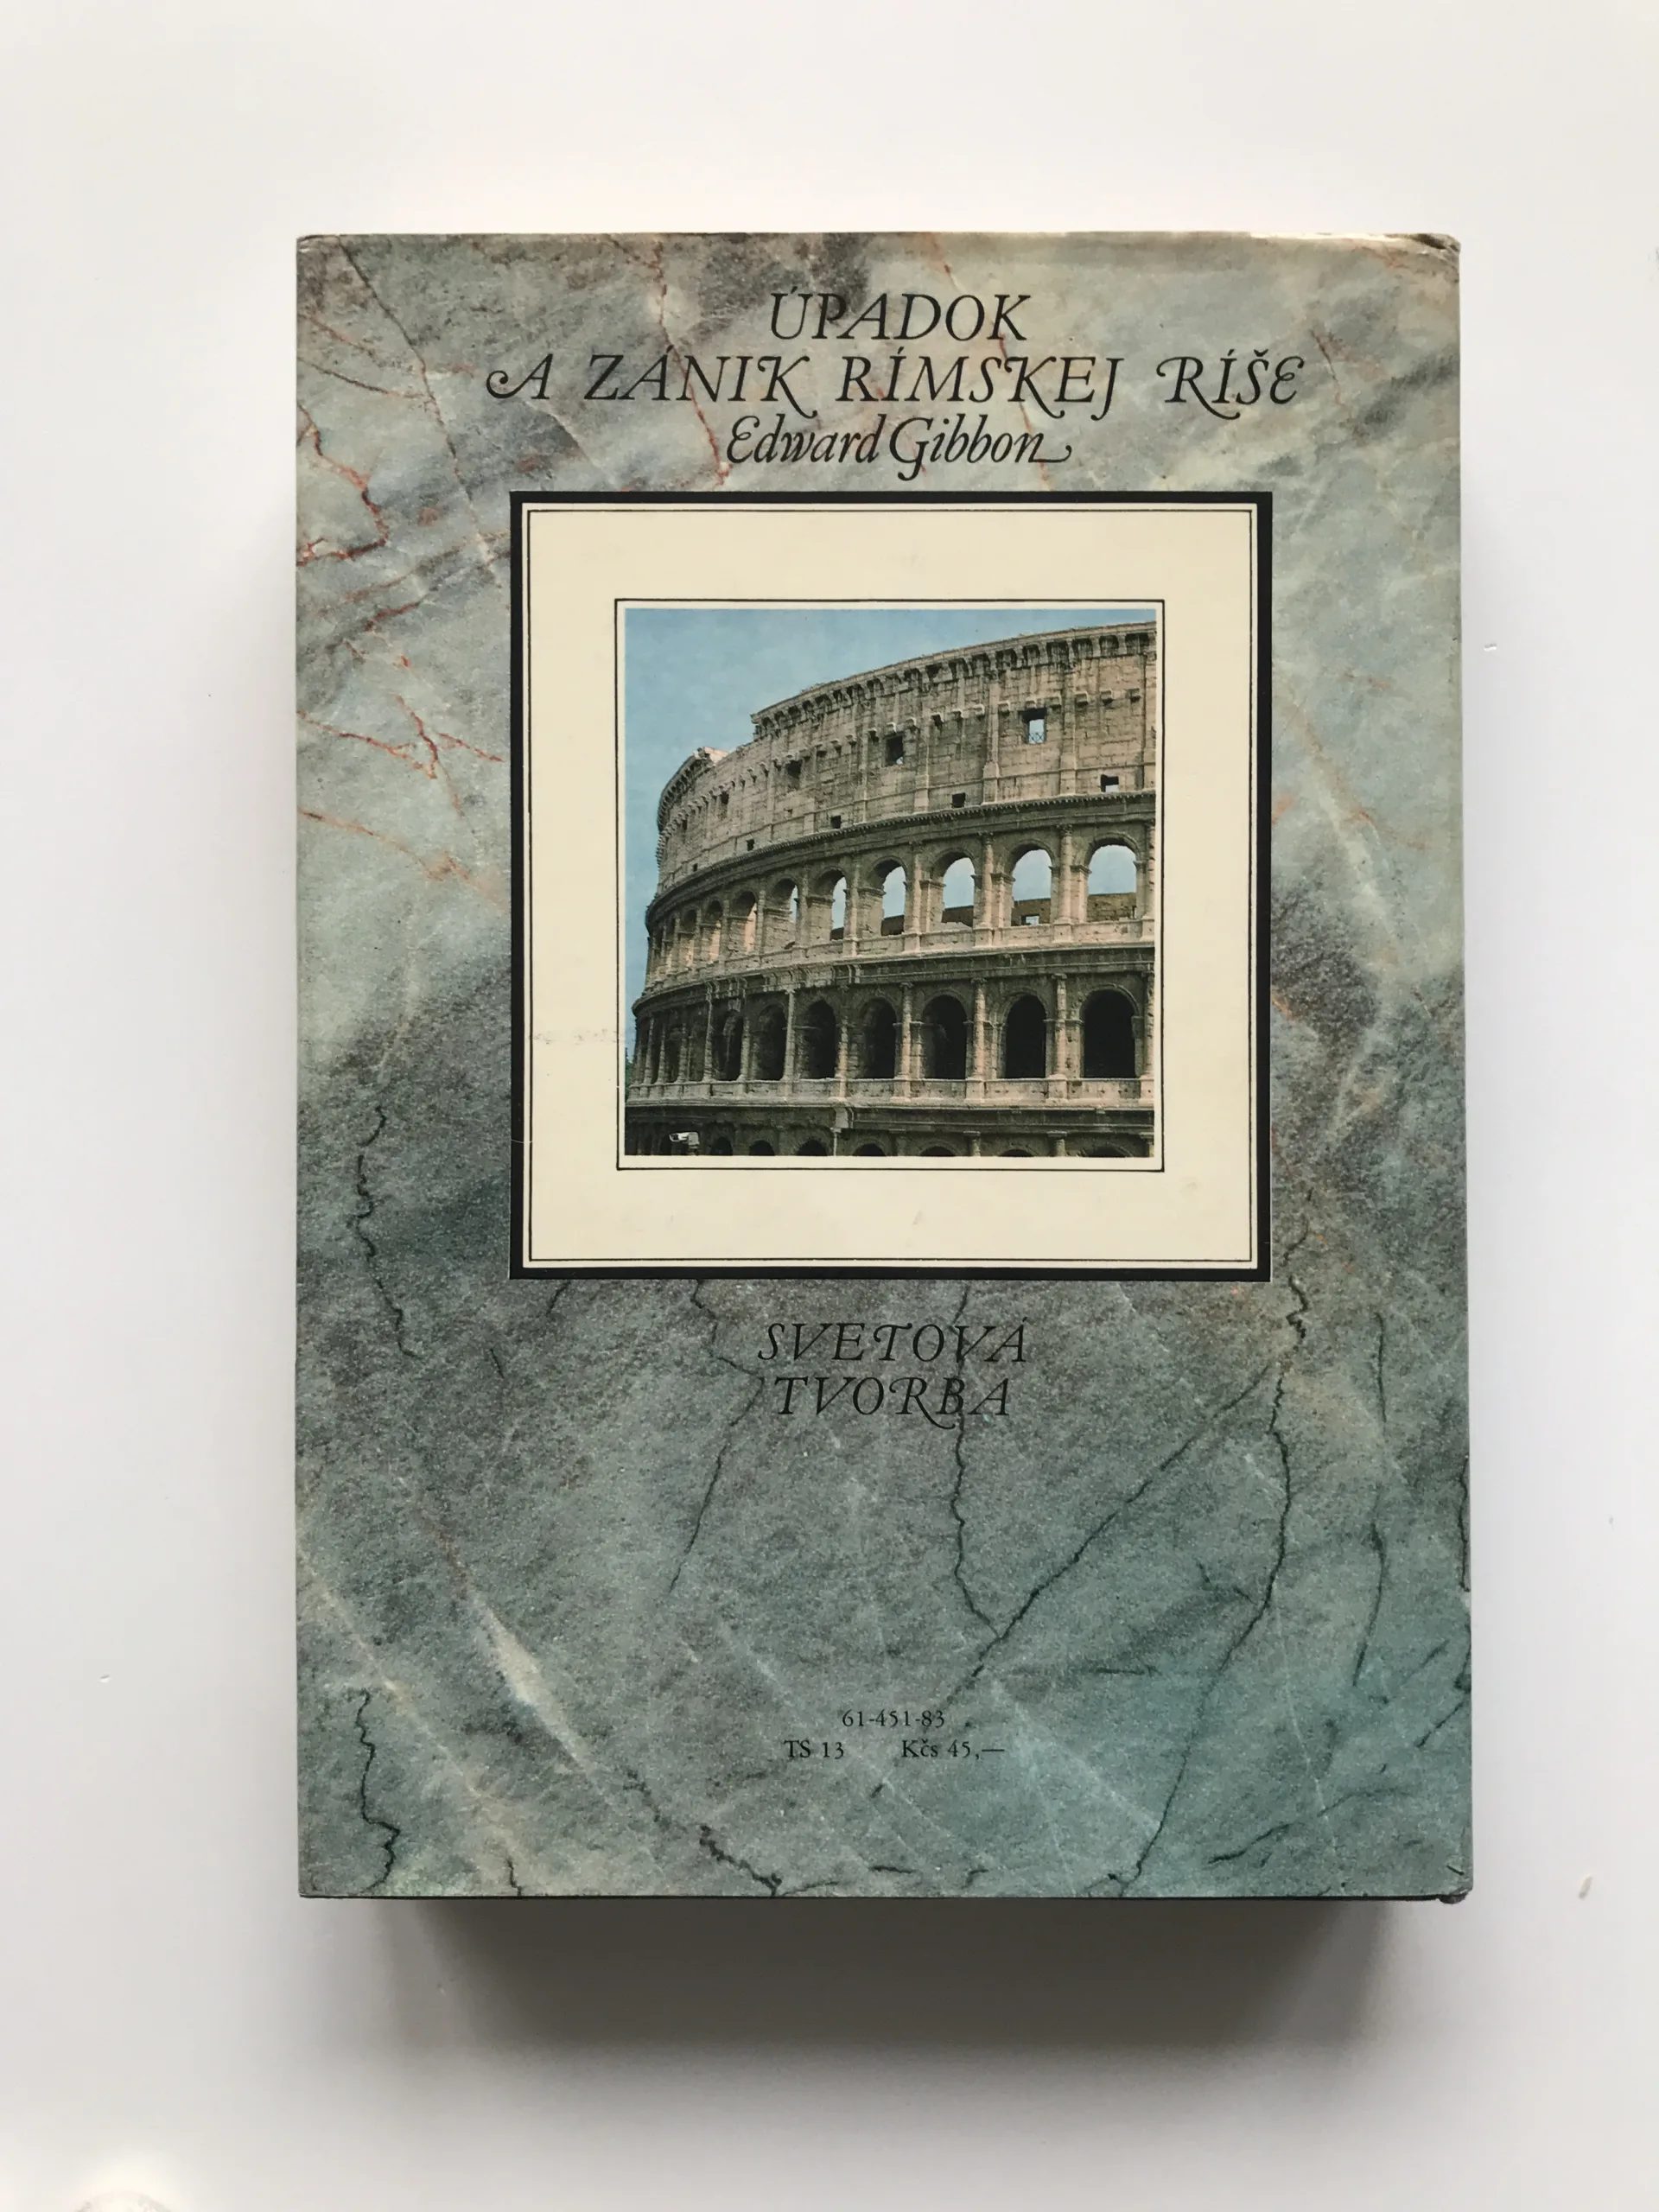 ÚPADOK
A ZÁNIK RÍMSKEJ RÍŠE
Edward Gibbon
SVETOVÁ
TVORBA
61-451-83
TS 13 Kčs 45,—